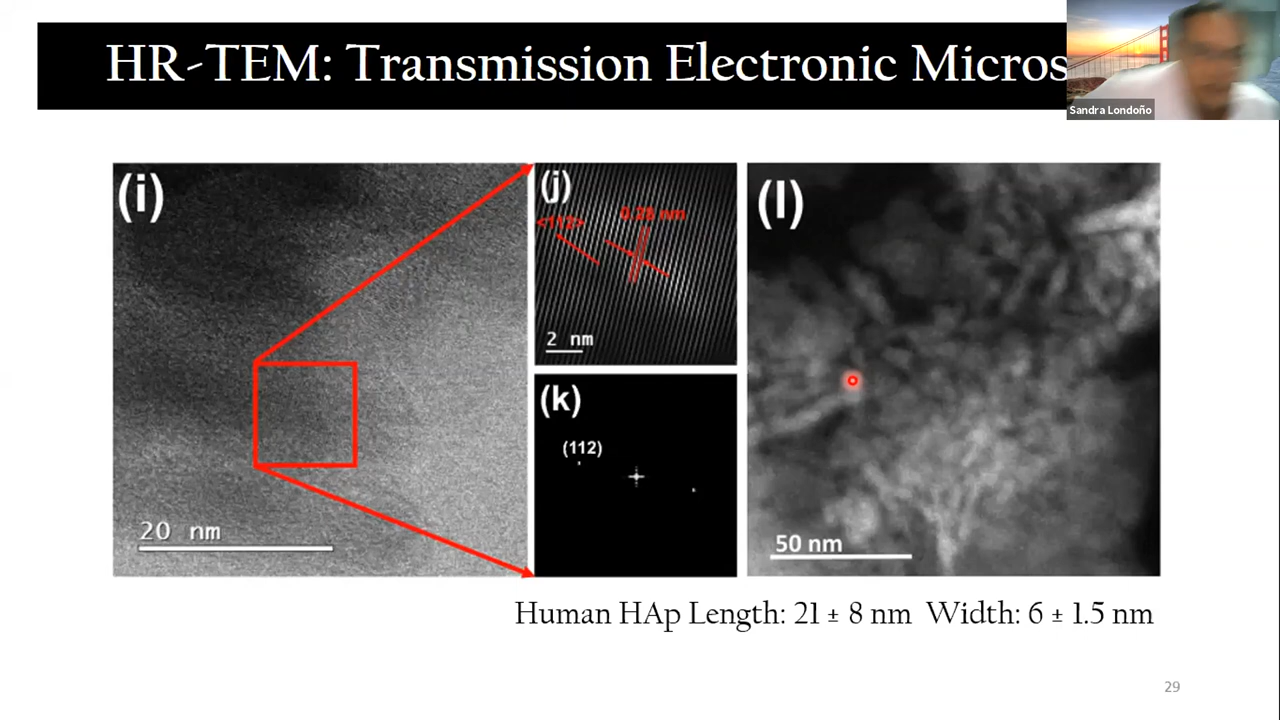 HR-TEM: Transmission Electronic Micros
Sandra Londoño
(i)
20 nm
(j)
<112>
0.28 nm
2 nm
(k)
(112)
(l)
50 nm
Human HAp Length: 21 ± 8 nm Width: 6 ± 1.5 nm
29